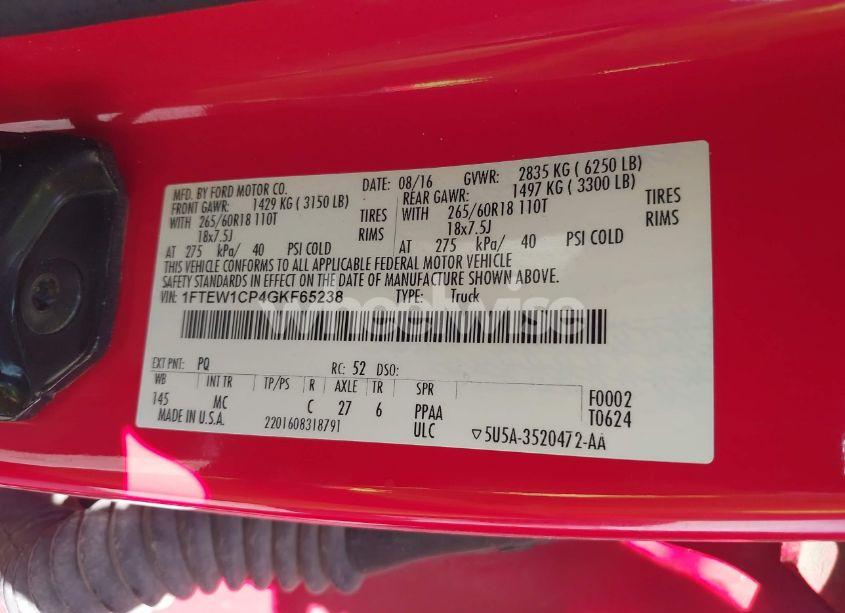 MFD. BY FORD MOTOR CO. DATE: 08/16 GVWR: 2835 KG ( 6250 LB)
FRONT GAWR: 1429 KG ( 3150 LB) REAR GAWR: 1497 KG ( 3300 LB)
WITH 265/60R18 110T TIRES WITH 265/60R18 110T TIRES
18x7.5J RIMS 18x7.5J RIMS
AT 275 kPa/ 40 PSI COLD AT 275 kPa/ 40 PSI COLD
THIS VEHICLE CONFORMS TO ALL APPLICABLE FEDERAL MOTOR VEHICLE
SAFETY STANDARDS IN EFFECT ON THE DATE OF MANUFACTURE SHOWN ABOVE.
VIN: 1FTEW1CP4GKF65238 TYPE: Truck
wheelwise
EXT PNT: PQ RC: 52 DSO:
WB INT TR TP/PS R AXLE TR SPR
145 MC C 27 6 PPAA F0002
MADE IN U.S.A. 2201608318791 ULC T0624
▽5U5A-3520472-AA